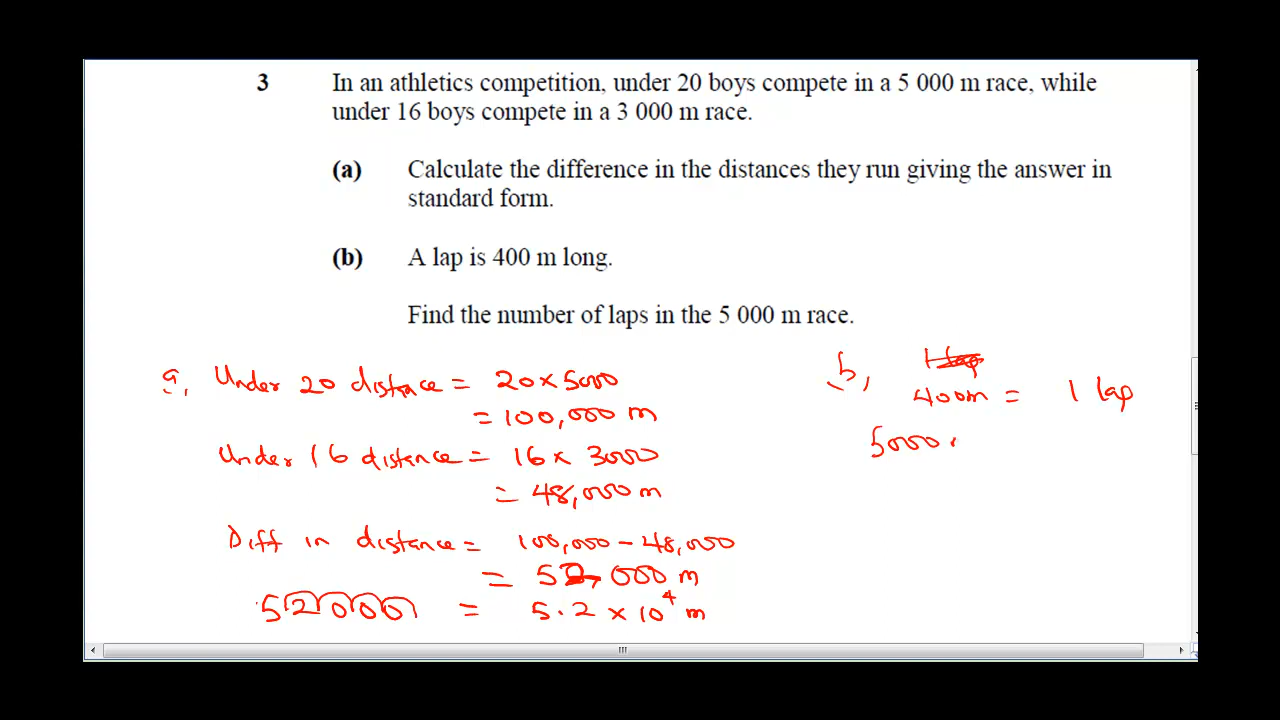 3 In an athletics competition, under 20 boys compete in a 5 000 m race, while
under 16 boys compete in a 3 000 m race.
(a) Calculate the difference in the distances they run giving the answer in
standard form.
(b) A lap is 400 m long.
Find the number of laps in the 5 000 m race.
a, Under 20 distance = 20 × 5000
= 100,000 m
Under 16 distance = 16 × 3000
= 48,000 m
Diff in distance = 100,000 - 48,000
= 52,000 m
52000 = 5.2 × 10⁴ m
b, 1 lap
400m = 1 lap
5000